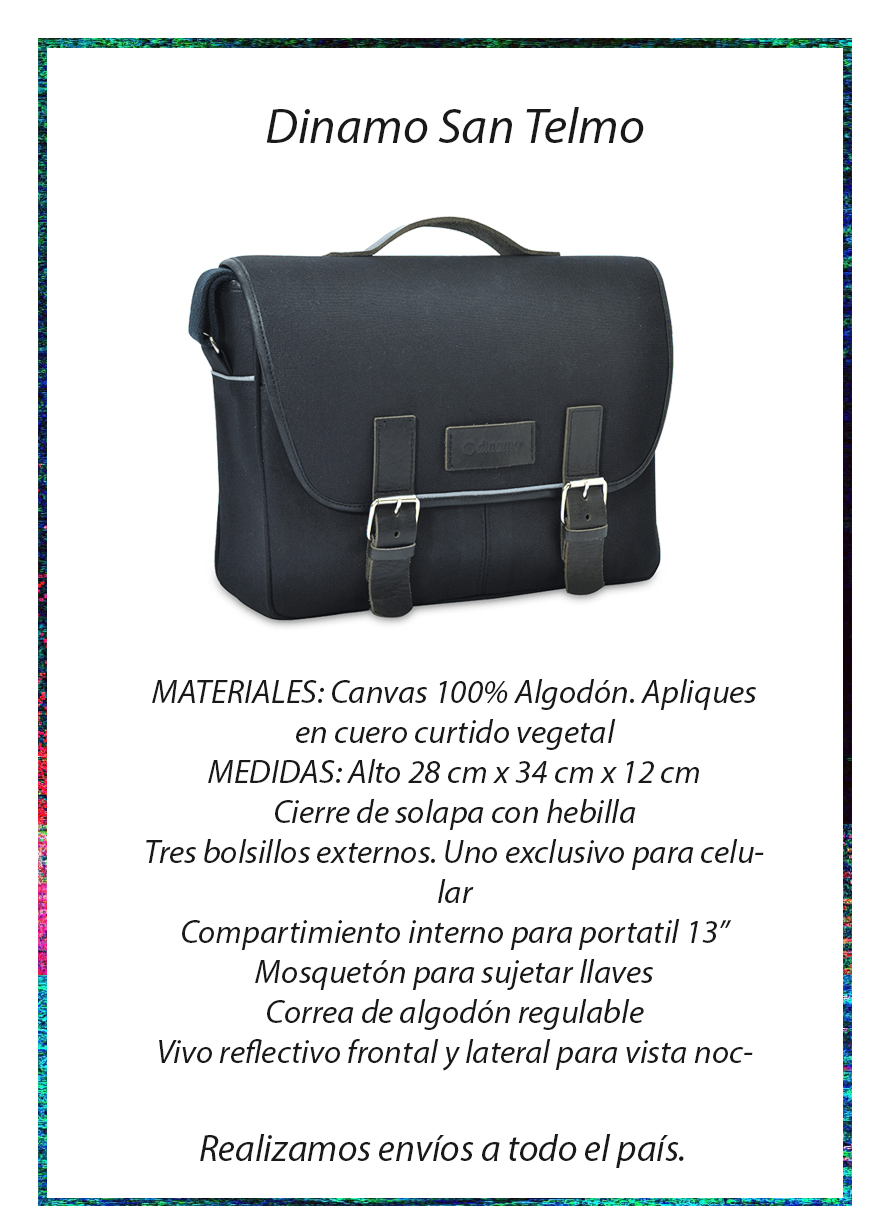 Dinamo San Telmo
dinamo
MATERIALES: Canvas 100% Algodón. Apliques
en cuero curtido vegetal
MEDIDAS: Alto 28 cm x 34 cm x 12 cm
Cierre de solapa con hebilla
Tres bolsillos externos. Uno exclusivo para celu-
lar
Compartimiento interno para portatil 13”
Mosquetón para sujetar llaves
Correa de algodón regulable
Vivo reflectivo frontal y lateral para vista noc-
Realizamos envíos a todo el país.